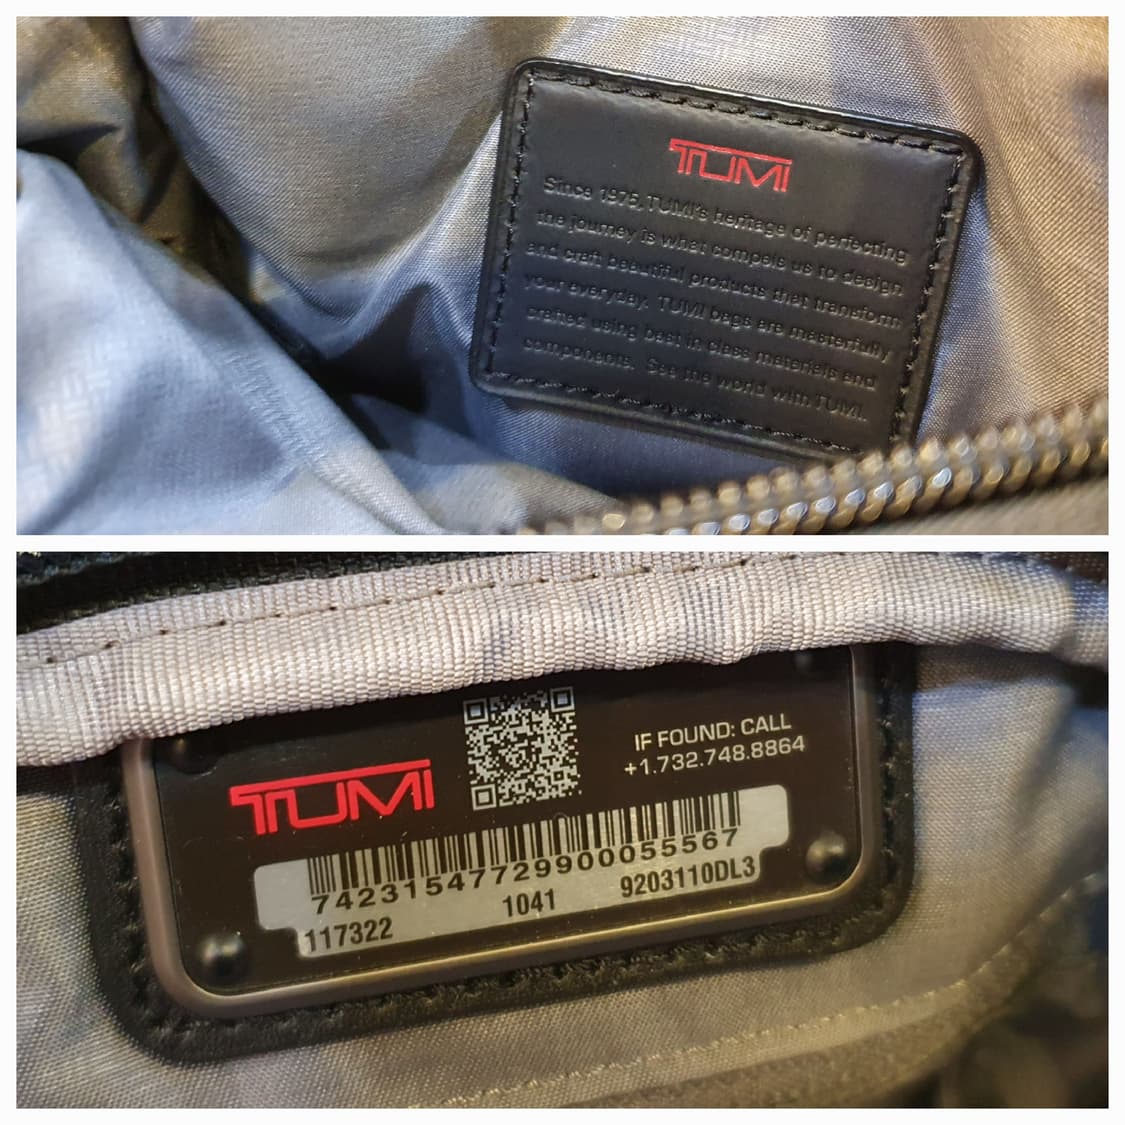 TUMI
Since 1975, TUMI's heritage of perfecting
the journey is what compels us to design
and craft beautiful products that transform
your everyday. TUMI bags are masterfully
crafted using best in class materials and
components. See the world with TUMI.
TUMI
IF FOUND: CALL
+1.732.748.8864
74231547729900055567
117322 1041 9203110DL3